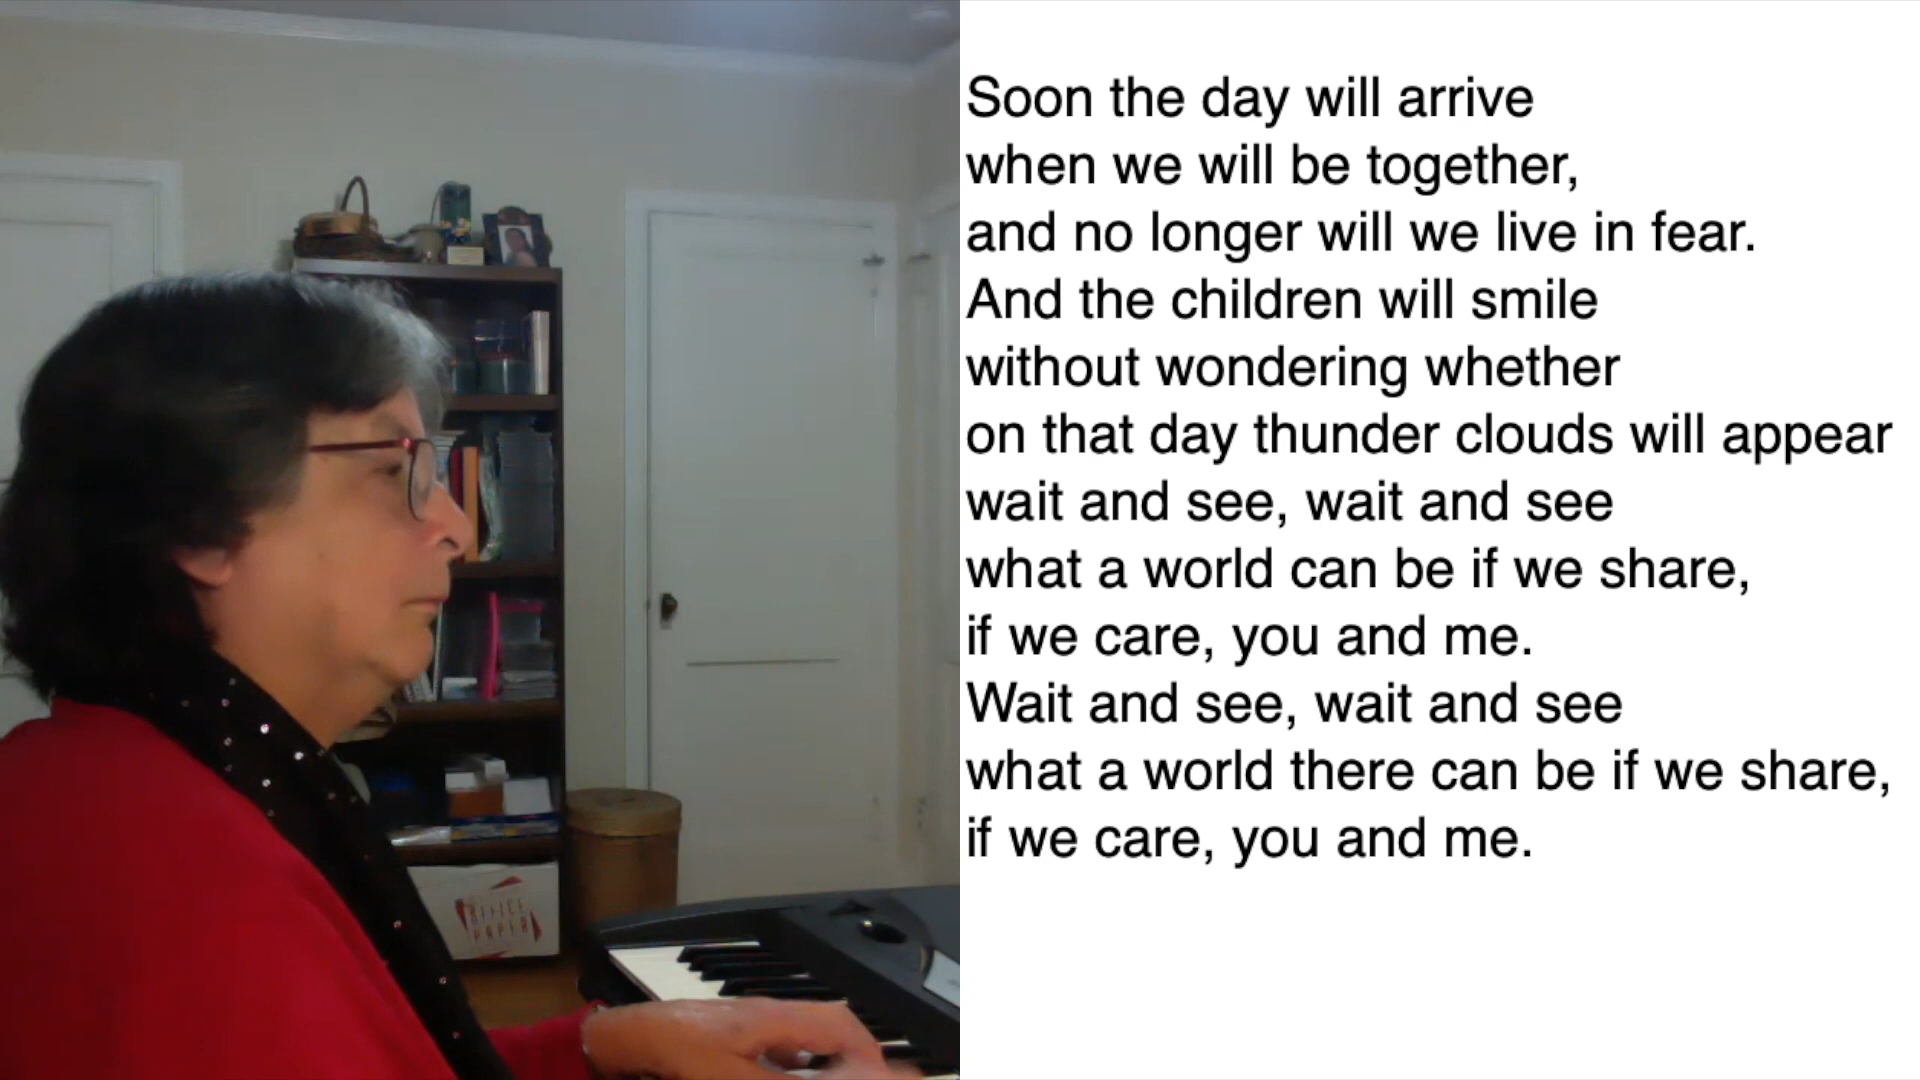 Soon the day will arrive
when we will be together,
and no longer will we live in fear.
And the children will smile
without wondering whether
on that day thunder clouds will appear
wait and see, wait and see
what a world can be if we share,
if we care, you and me.
Wait and see, wait and see
what a world there can be if we share,
if we care, you and me.
OFFICE
PAPER